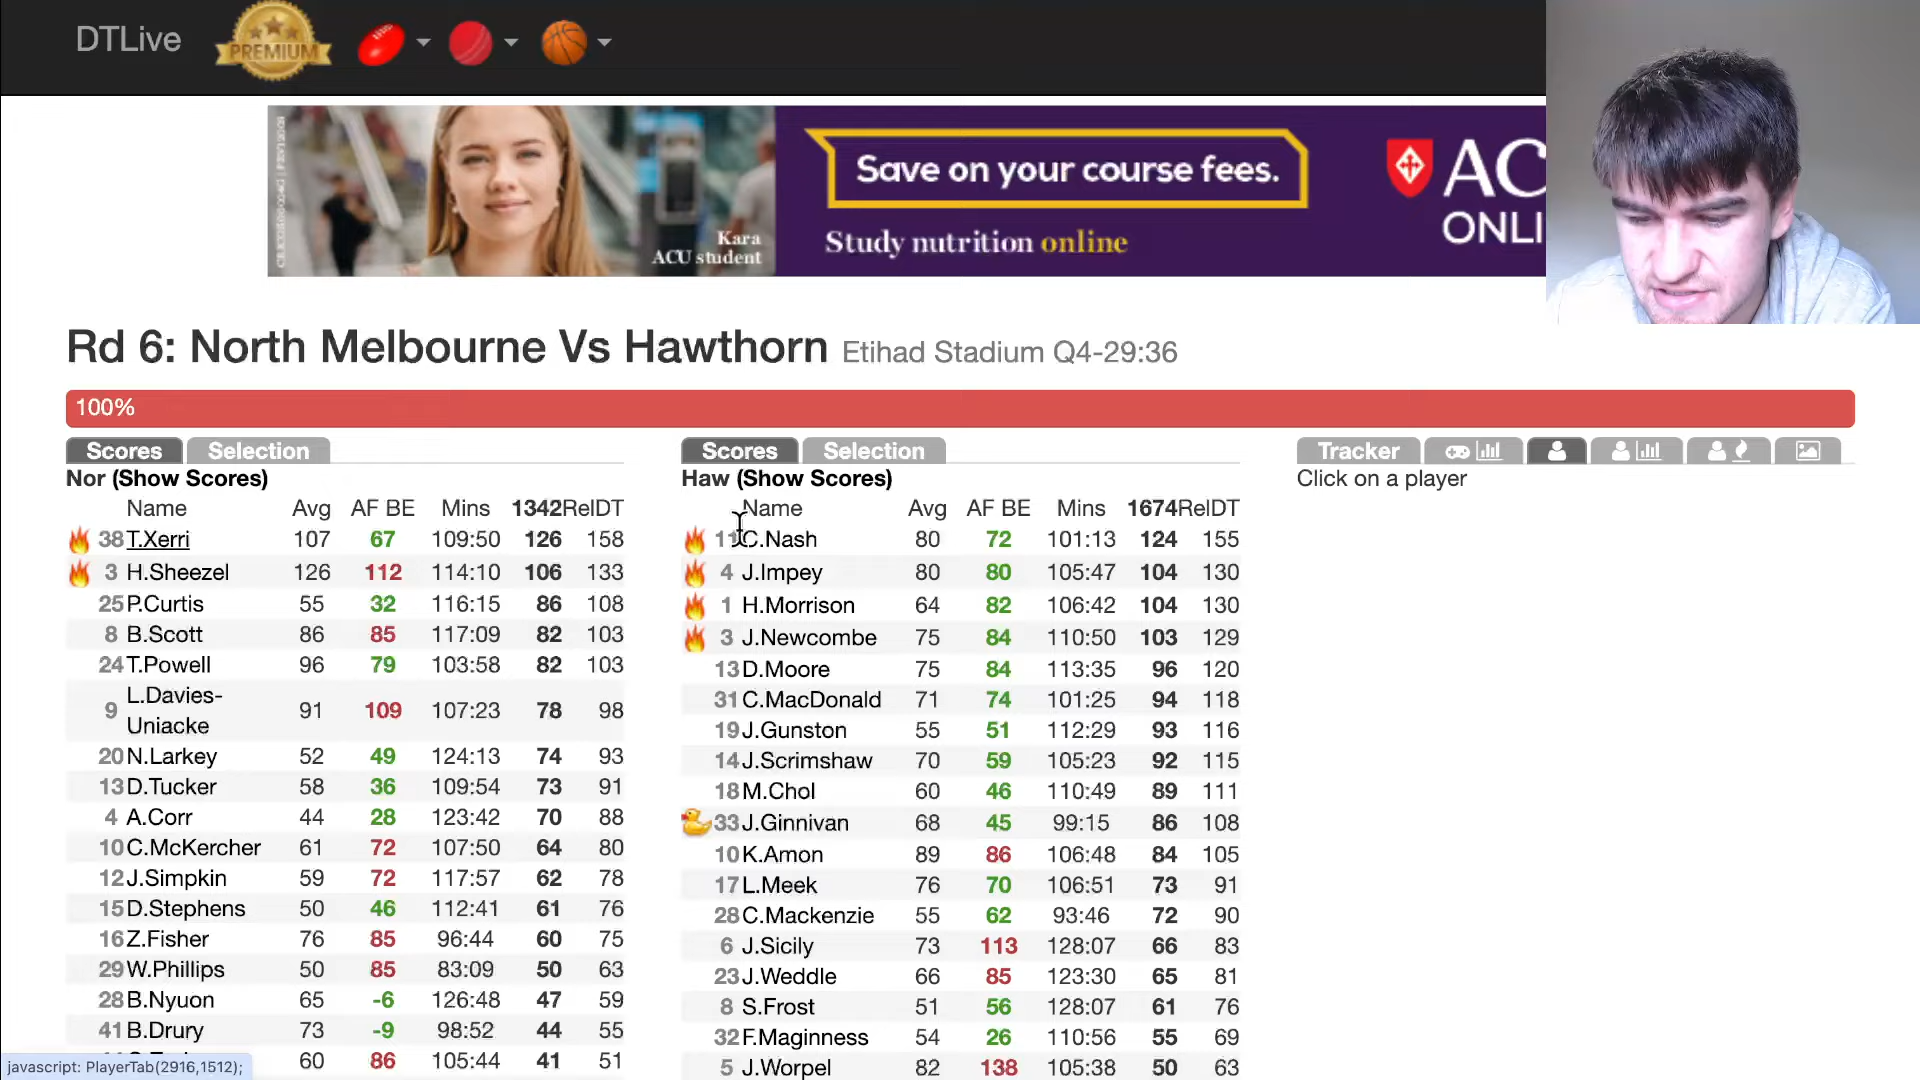 DTLive PREMIUM
Save on your course fees.
Study nutrition online
Kara
ACU student
AC
ONLI
Rd 6: North Melbourne Vs Hawthorn Etihad Stadium Q4-29:36
100%
Scores Selection
Nor (Show Scores)
Name Avg AF BE Mins 1342 RelDT
38 T.Xerri 107 67 109:50 126 158
3 H.Sheezel 126 112 114:10 106 133
25 P.Curtis 55 32 116:15 86 108
8 B.Scott 86 85 117:09 82 103
24 T.Powell 96 79 103:58 82 103
9 L.Davies-
Uniacke 91 109 107:23 78 98
20 N.Larkey 52 49 124:13 74 93
13 D.Tucker 58 36 109:54 73 91
4 A.Corr 44 28 123:42 70 88
10 C.McKercher 61 72 107:50 64 80
12 J.Simpkin 59 72 117:57 62 78
15 D.Stephens 50 46 112:41 61 76
16 Z.Fisher 76 85 96:44 60 75
29 W.Phillips 50 85 83:09 50 63
28 B.Nyuon 65 -6 126:48 47 59
41 B.Drury 73 -9 98:52 44 55
60 86 105:44 41 51
Scores Selection
Haw (Show Scores)
Name Avg AF BE Mins 1674 RelDT
11 C.Nash 80 72 101:13 124 155
4 J.Impey 80 80 105:47 104 130
1 H.Morrison 64 82 106:42 104 130
3 J.Newcombe 75 84 110:50 103 129
13 D.Moore 75 84 113:35 96 120
31 C.MacDonald 71 74 101:25 94 118
19 J.Gunston 55 51 112:29 93 116
14 J.Scrimshaw 70 59 105:23 92 115
18 M.Chol 60 46 110:49 89 111
33 J.Ginnivan 68 45 99:15 86 108
10 K.Amon 89 86 106:48 84 105
17 L.Meek 76 70 106:51 73 91
28 C.Mackenzie 55 62 93:46 72 90
6 J.Sicily 73 113 128:07 66 83
23 J.Weddle 66 85 123:30 65 81
8 S.Frost 51 56 128:07 61 76
32 F.Maginness 54 26 110:56 55 69
5 J.Worpel 82 138 105:38 50 63
Tracker
Click on a player
javascript: PlayerTab(2916,1512);